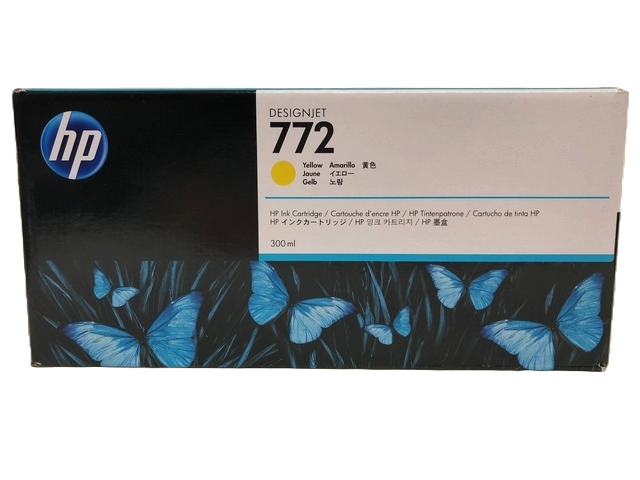 hp
DESIGNJET
772
Yellow Amarillo 黄色
Jaune イエロー
Gelb 노랑
HP Ink Cartridge / Cartouche d'encre HP / HP Tintenpatrone / Cartucho de tinta HP
HP インクカートリッジ / HP 잉크 카트리지 / HP 墨盒
300 ml